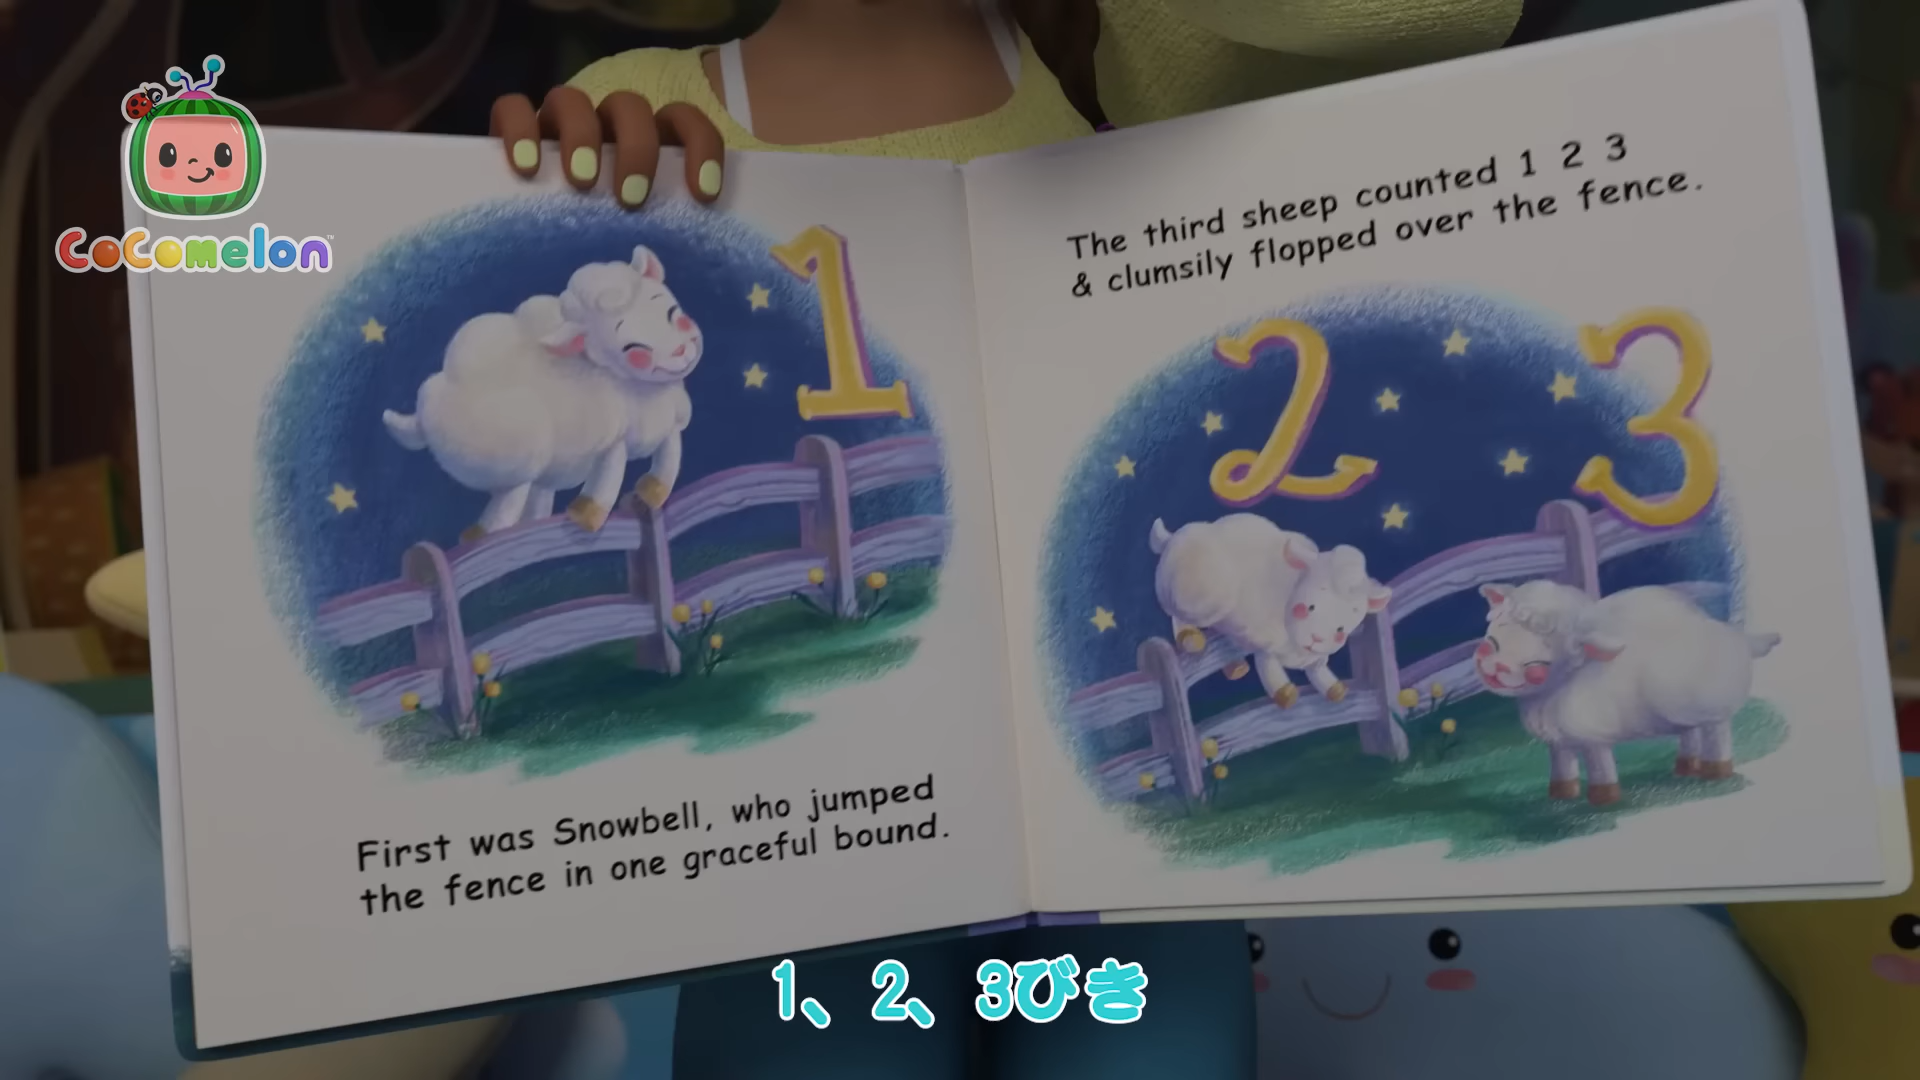 CoComelon™
1
First was Snowbell, who jumped
the fence in one graceful bound.
The third sheep counted 1 2 3
& clumsily flopped over the fence.
2 3
1、2、3びき